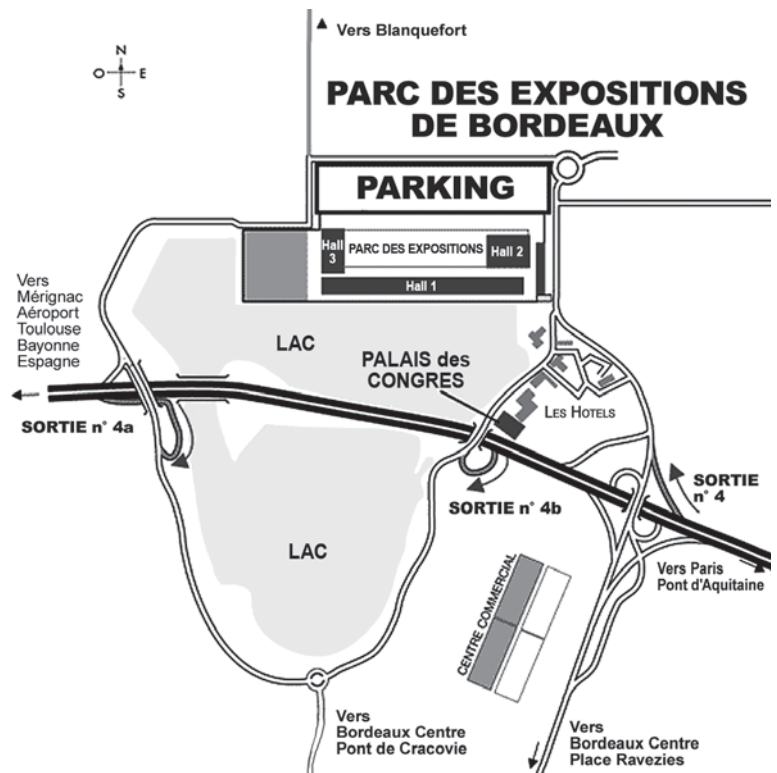 Vers Blanquefort
N
O E
S
PARC DES EXPOSITIONS
DE BORDEAUX
PARKING
Hall
3
PARC DES EXPOSITIONS
Hall 2
Hall 1
Vers
Mérignac
Aéroport
Toulouse
Bayonne
Espagne
LAC
PALAIS des
CONGRES
LES HOTELS
SORTIE n° 4a
SORTIE
n° 4
SORTIE n° 4b
LAC
Vers Paris
Pont d'Aquitaine
CENTRE COMMERCIAL
Vers
Bordeaux Centre
Pont de Cracovie
Vers
Bordeaux Centre
Place Ravezies